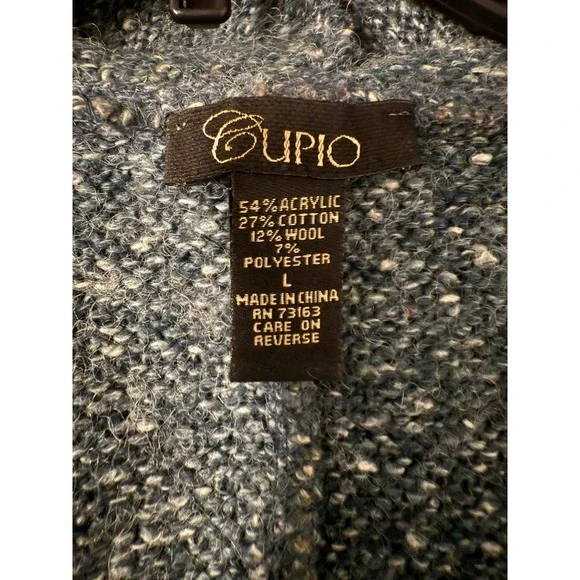 CUPIO
54% ACRYLIC
27% COTTON
12% WOOL
7%
POLYESTER
L
MADE IN CHINA
RN 73163
CARE ON
REVERSE